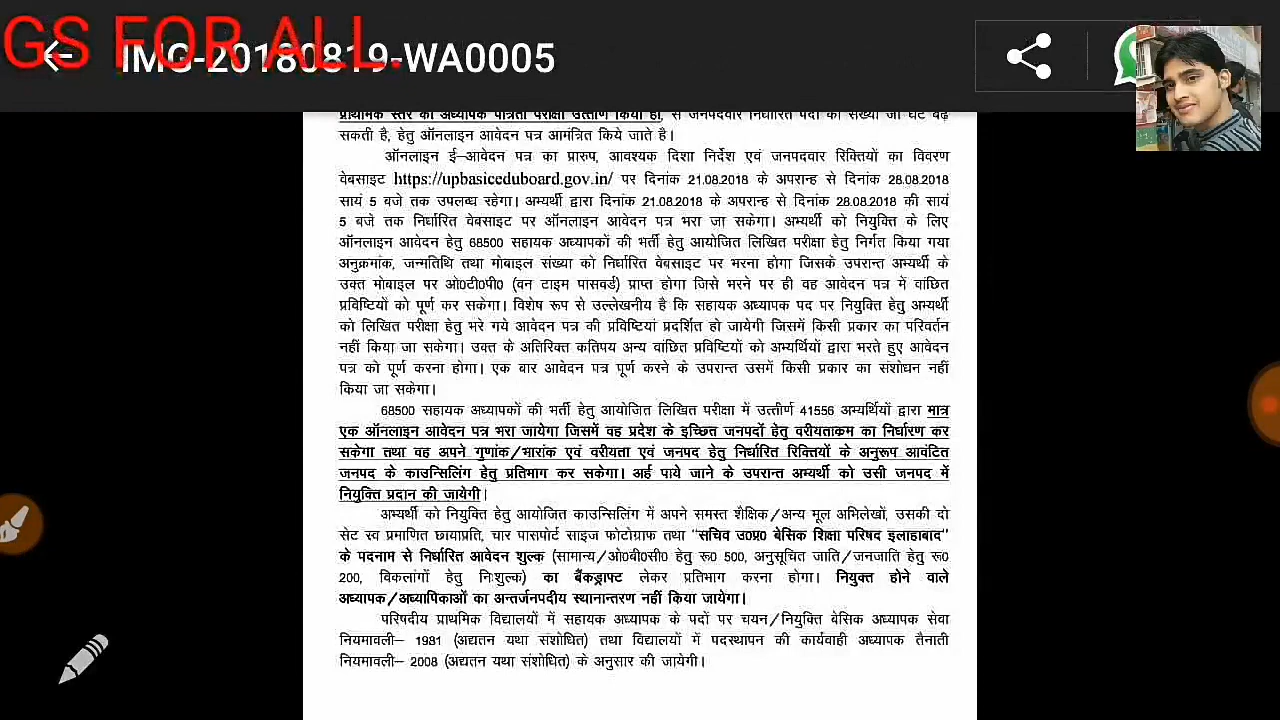 GS FOR ALL.
IMG-20180819-WA0005
प्राथमिक स्तर की अध्यापक पात्रता परीक्षा उत्तीर्ण किया हो, से जनपदवार निर्धारित पदों की संख्या जो घट बढ़
सकती है, हेतु ऑनलाइन आवेदन पत्र आमंत्रित किये जाते है।
ऑनलाइन ई–आवेदन पत्र का प्रारुप, आवश्यक दिशा निर्देश एवं जनपदवार रिक्तियों का विवरण
वेबसाइट https://upbasiceduboard.gov.in/ पर दिनांक 21.08.2018 के अपरान्ह से दिनांक 28.08.2018
सायं 5 बजे तक उपलब्ध रहेगा। अभ्यर्थी द्वारा दिनांक 21.08.2018 के अपरान्ह से दिनांक 28.08.2018 की सायं
5 बजे तक निर्धारित वेबसाइट पर ऑनलाइन आवेदन पत्र भरा जा सकेगा। अभ्यर्थी को नियुक्ति के लिए
ऑनलाइन आवेदन हेतु 68500 सहायक अध्यापकों की भर्ती हेतु आयोजित लिखित परीक्षा हेतु निर्गत किया गया
अनुक्रमांक, जन्मतिथि तथा मोबाइल संख्या को निर्धारित वेबसाइट पर भरना होगा जिसके उपरान्त अभ्यर्थी के
उक्त मोबाइल पर ओ0टी0पी0 (वन टाइम पासवर्ड) प्राप्त होगा जिसे भरने पर ही वह आवेदन पत्र में वांछित
प्रविष्टियों को पूर्ण कर सकेगा। विशेष रूप से उल्लेखनीय है कि सहायक अध्यापक पद पर नियुक्ति हेतु अभ्यर्थी
को लिखित परीक्षा हेतु भरे गये आवेदन पत्र की प्रविष्टियां प्रदर्शित हो जायेगी जिसमें किसी प्रकार का परिवर्तन
नहीं किया जा सकेगा। उक्त के अतिरिक्त कतिपय अन्य वांछित प्रविष्टियों को अभ्यर्थियों द्वारा भरते हुए आवेदन
पत्र को पूर्ण करना होगा। एक बार आवेदन पत्र पूर्ण करने के उपरान्त उसमें किसी प्रकार का संशोधन नहीं
किया जा सकेगा।
68500 सहायक अध्यापकों की भर्ती हेतु आयोजित लिखित परीक्षा में उत्तीर्ण 41556 अभ्यर्थियों द्वारा मात्र
एक ऑनलाइन आवेदन पत्र भरा जायेगा जिसमें वह प्रदेश के इच्छित जनपदों हेतु वरीयताकम का निर्धारण कर
सकेगा तथा वह अपने गुणांक/भारांक एवं वरीयता एवं जनपद हेतु निर्धारित रिक्तियों के अनुरूप आवंटित
जनपद के काउन्सिलिंग हेतु प्रतिभाग कर सकेगा। अर्ह पाये जाने के उपरान्त अभ्यर्थी को उसी जनपद में
नियुक्ति प्रदान की जायेगी।
अभ्यर्थी को नियुक्ति हेतु आयोजित काउन्सिलिंग में अपने समस्त शैक्षिक/अन्य मूल अभिलेखों, उसकी दो
सेट स्व प्रमाणित छायाप्रति, चार पासपोर्ट साइज फोटोग्राफ तथा "सचिव उ0प्र0 बेसिक शिक्षा परिषद इलाहाबाद"
के पदनाम से निर्धारित आवेदन शुल्क (सामान्य/ओ0बी0सी0 हेतु रू0 500, अनुसूचित जाति/जनजाति हेतु रू0
200, विकलांगों हेतु निःशुल्क) का बैंकड्राफ्ट लेकर प्रतिभाग करना होगा। नियुक्त होने वाले
अध्यापक/अध्यापिकाओं का अन्तर्जनपदीय स्थानान्तरण नहीं किया जायेगा।
परिषदीय प्राथमिक विद्यालयों में सहायक अध्यापक के पदों पर चयन/नियुक्ति बेसिक अध्यापक सेवा
नियमावली– 1981 (अद्यतन यथा संशोधित) तथा विद्यालयों में पदस्थापन की कार्यवाही अध्यापक तैनाती
नियमावली– 2008 (अद्यतन यथा संशोधित) के अनुसार की जायेगी।